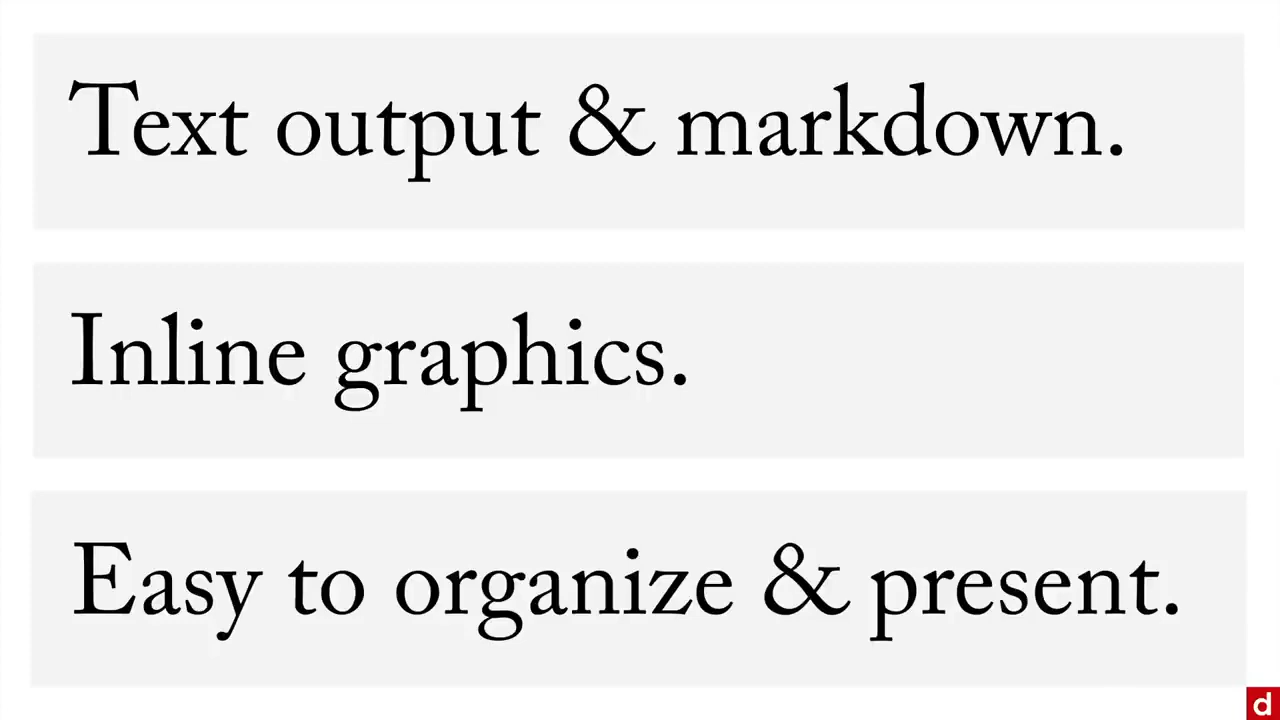 Text output & markdown.
Inline graphics.
Easy to organize & present.
d